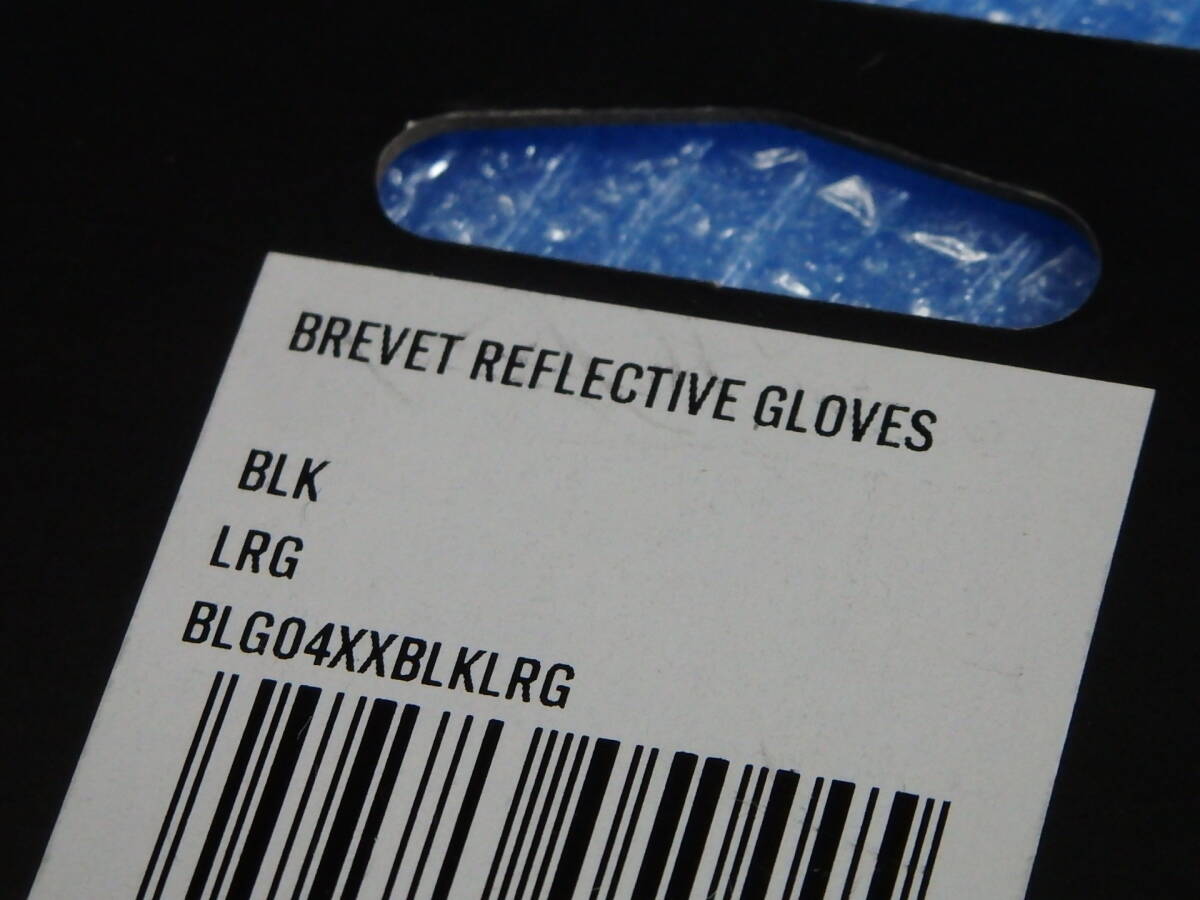 BREVET REFLECTIVE GLOVES
BLK
LRG
BLG04XXBLKLRG